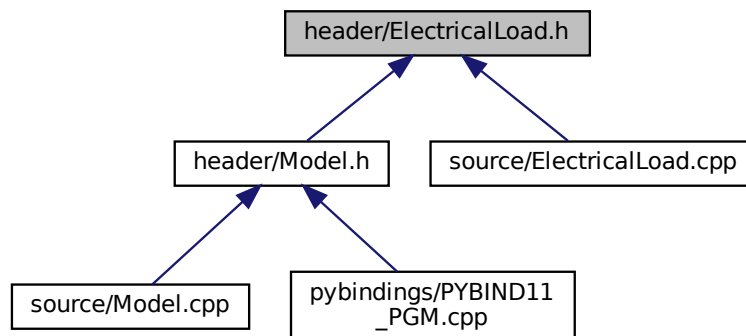 header/ElectricalLoad.h
header/Model.h
source/ElectricalLoad.cpp
source/Model.cpp
pybindings/PYBIND11
_PGM.cpp